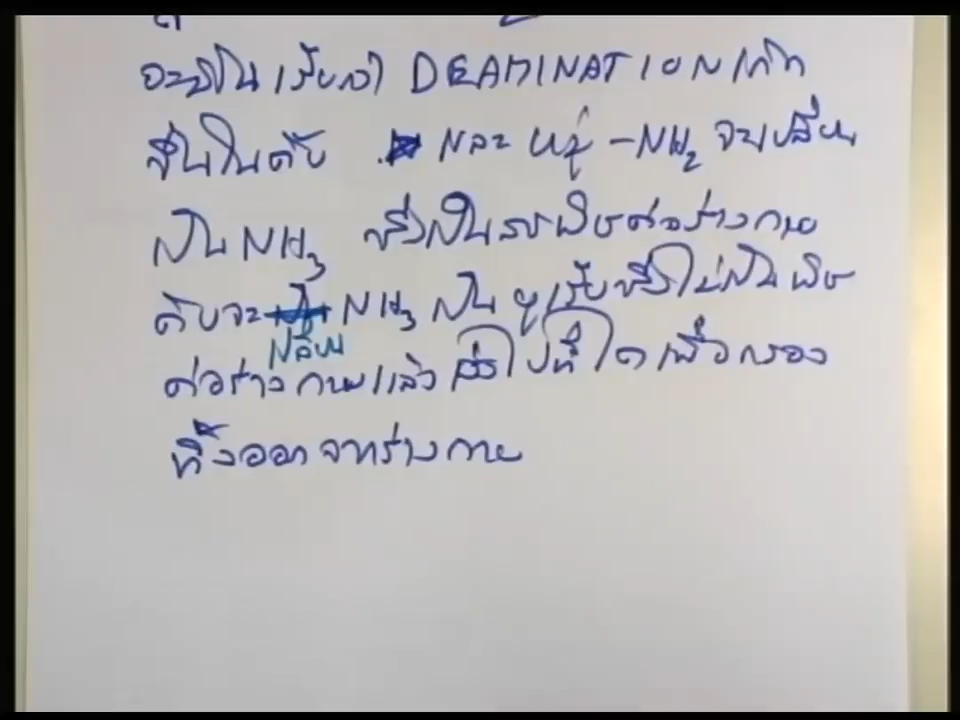 อะมิโน เรียกว่า DEAMINATION เกิด
ขึ้นในตับ และ หมู่ -NH₂ จะเปลี่ยน
เป็น NH₃ ซึ่งเป็นสารพิษต่อร่างกาย
ตับจะเปลี่ยน NH₃ เป็น ยูเรียซึ่งไม่เป็นพิษ
ต่อร่างกายแล้ว ส่งไปที่ไต เพื่อกรอง
ทิ้งออกจากร่างกาย